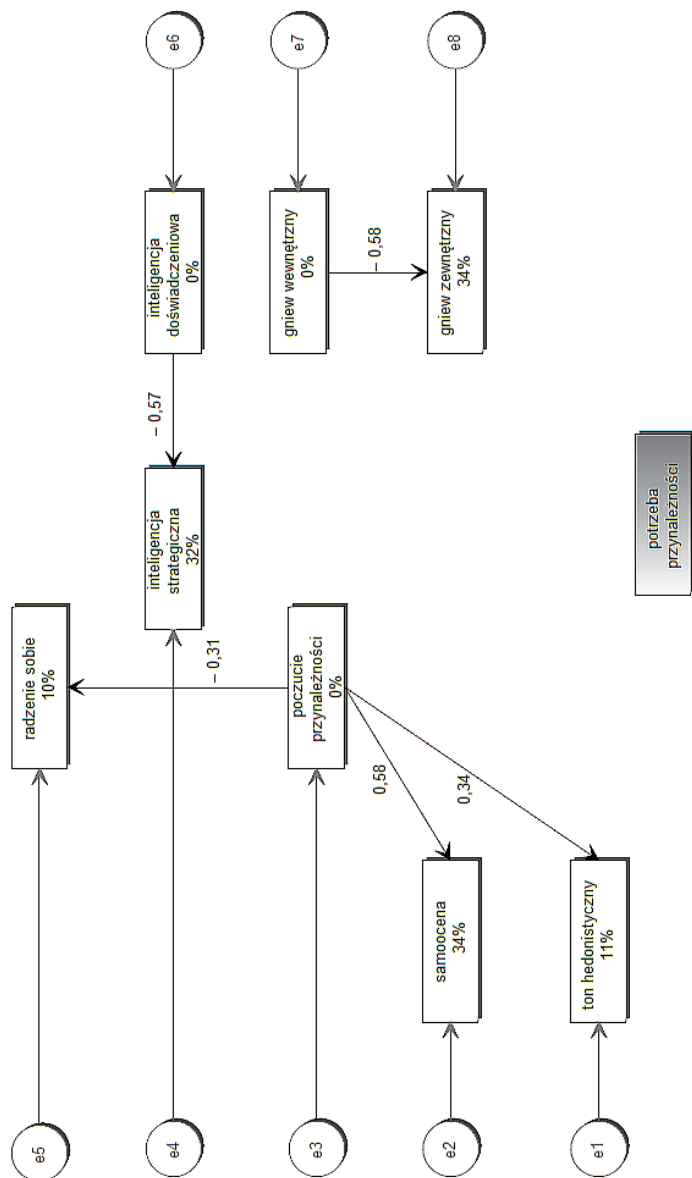 e6
e7
e8
inteligencja
doświadczeniowa
0%
gniew wewnętrzny
0%
gniew zewnętrzny
34%
– 0,58
– 0,57
inteligencja
strategiczna
32%
potrzeba
przynależności
radzenie sobie
10%
– 0,31
poczucie
przynależności
0%
0,58
0,34
samoocena
34%
ton hedonistyczny
11%
e5
e4
e3
e2
e1